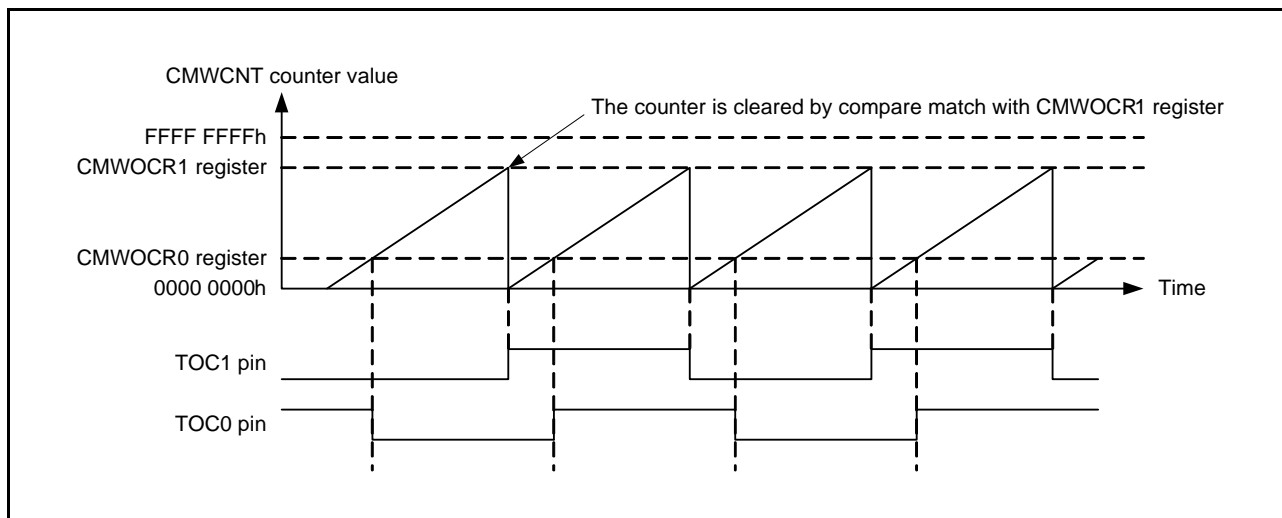 CMWCNT counter value
The counter is cleared by compare match with CMWOCR1 register
FFFF FFFFh
CMWOCR1 register
CMWOCR0 register
0000 0000h
Time
TOC1 pin
TOC0 pin